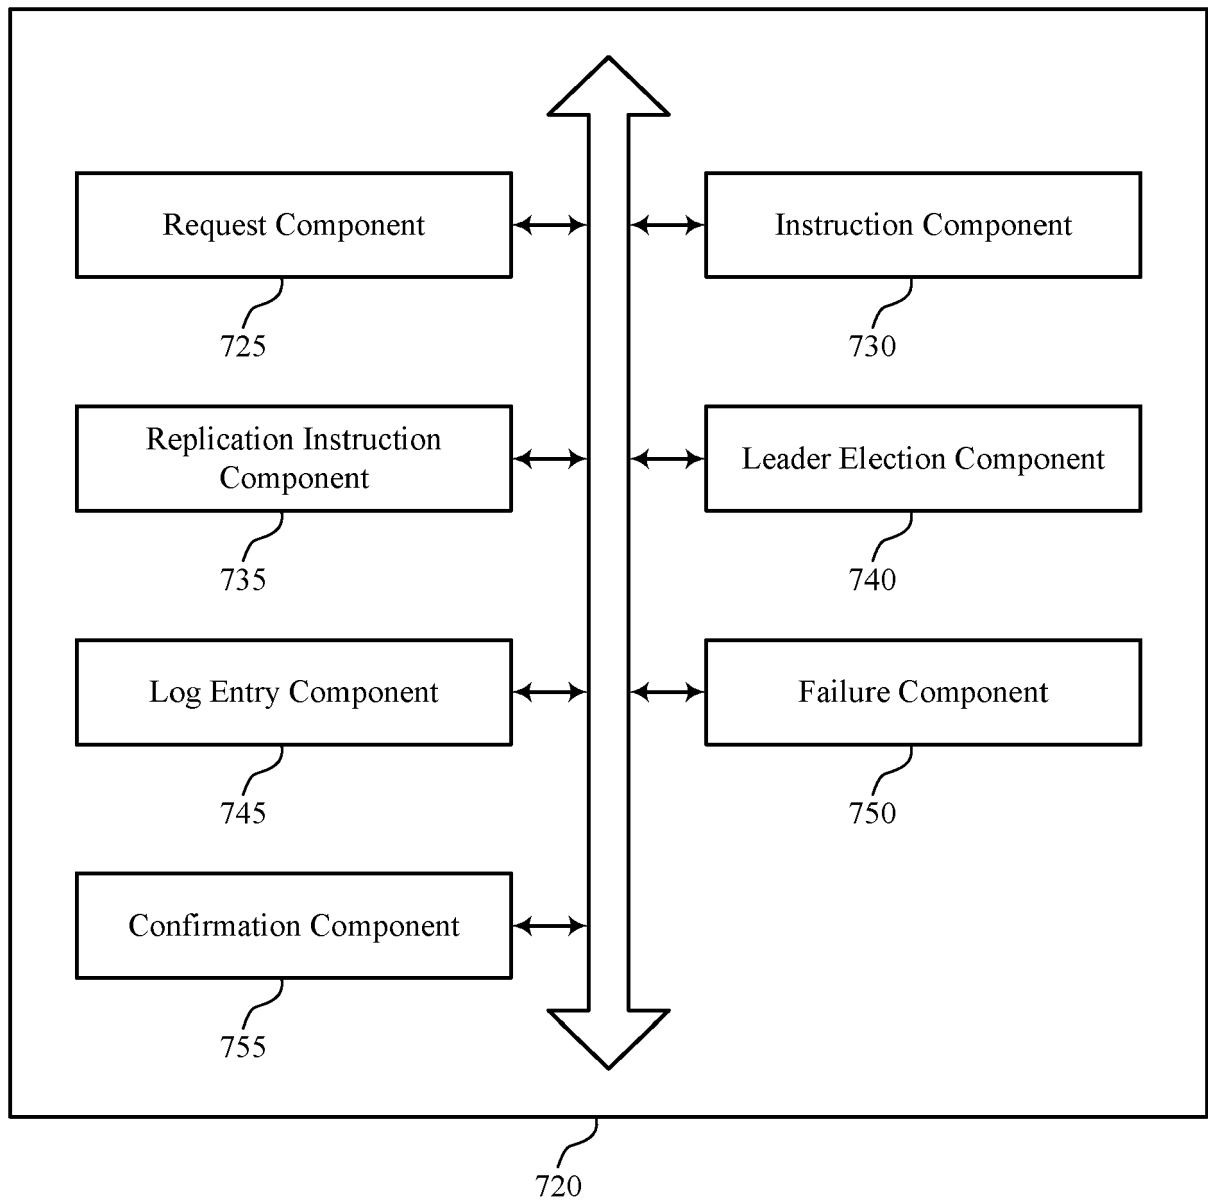 Request Component
725
Instruction Component
730
Replication Instruction
Component
735
Leader Election Component
740
Log Entry Component
745
Failure Component
750
Confirmation Component
755
720